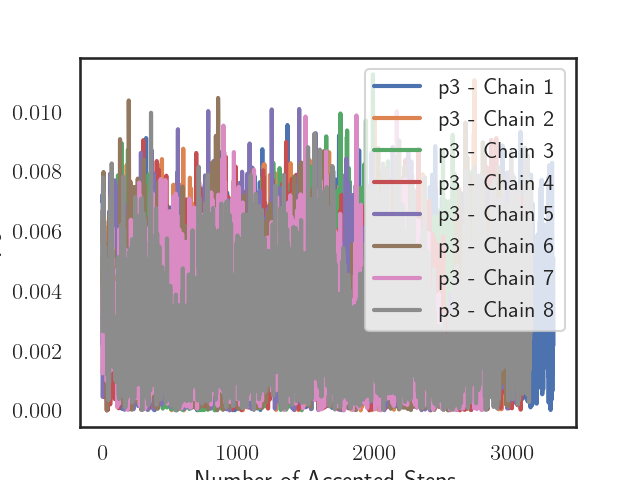 0.010
0.008
0.006
0.004
0.002
0.000
0
1000
2000
3000
Number of Accepted Steps
p3 - Chain 1
p3 - Chain 2
p3 - Chain 3
p3 - Chain 4
p3 - Chain 5
p3 - Chain 6
p3 - Chain 7
p3 - Chain 8